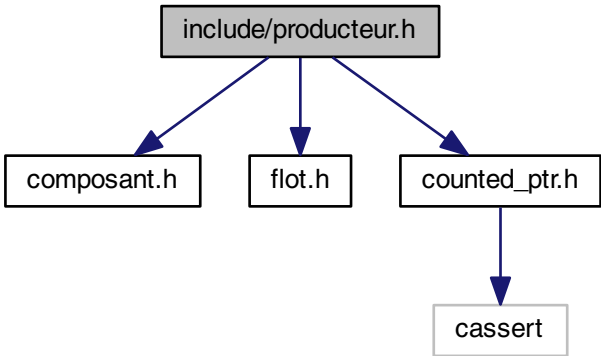 include/producteur.h
composant.h
flot.h
counted_ptr.h
cassert